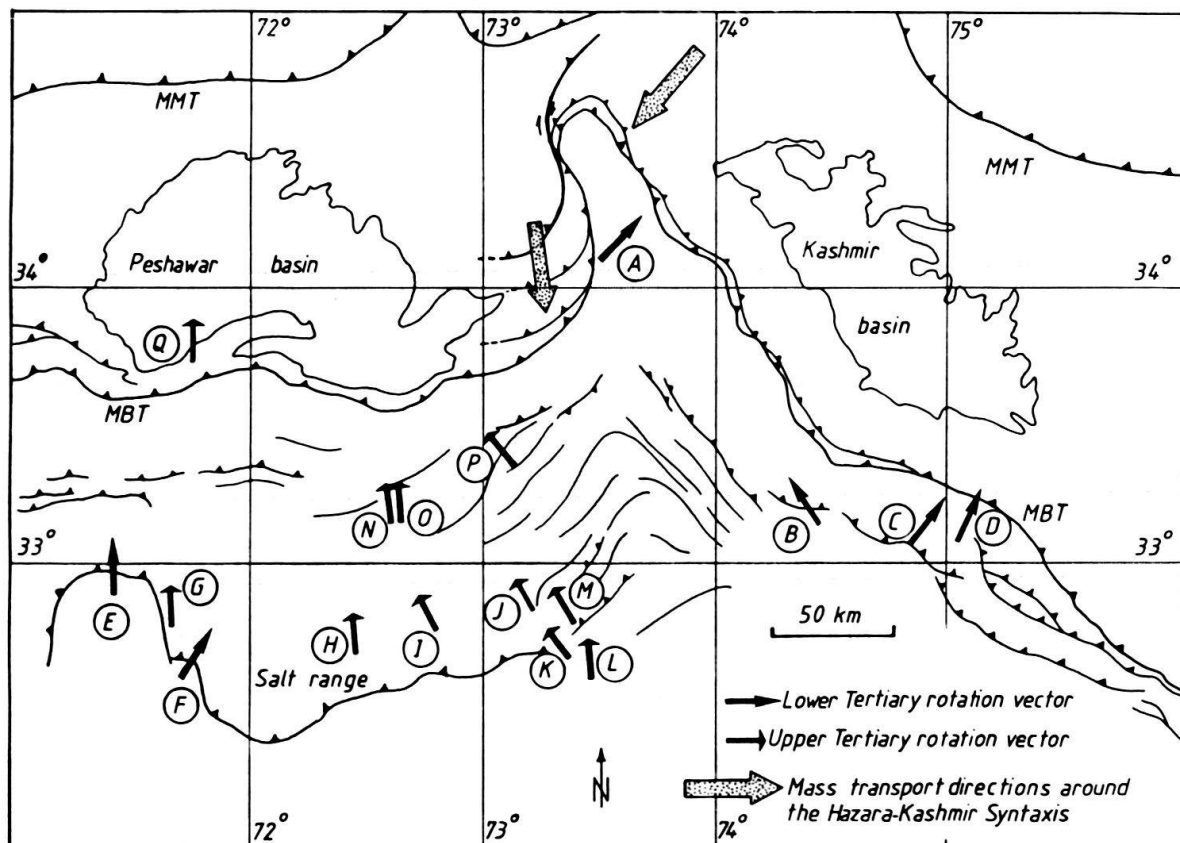 72° 73° 74° 75°
MMT
MMT
Peshawar basin
Kashmir
basin
34° 34°
A
Q
MBT
P
N O
B C D
MBT
33° 33°
E
G
J M
H I
K L
F
50 km
Salt range
Lower Tertiary rotation vector
Upper Tertiary rotation vector
N
Mass transport directions around
the Hazara-Kashmir Syntaxis
72° 73° 74° 75°